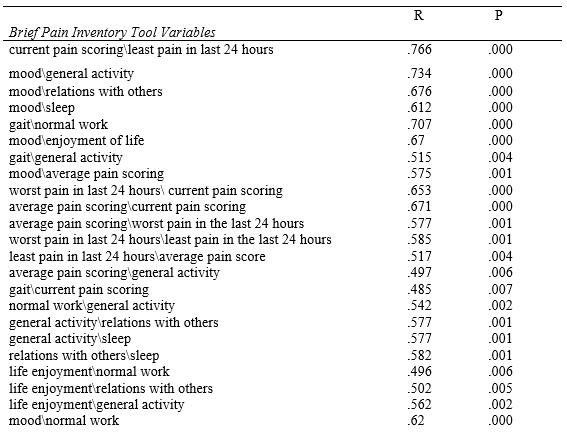 R P
Brief Pain Inventory Tool Variables
current pain scoring\least pain in last 24 hours .766 .000
mood\general activity .734 .000
mood\relations with others .676 .000
mood\sleep .612 .000
gait\normal work .707 .000
mood\enjoyment of life .67 .000
gait\general activity .515 .004
mood\average pain scoring .575 .001
worst pain in last 24 hours\ current pain scoring .653 .000
average pain scoring\current pain scoring .671 .000
average pain scoring\worst pain in the last 24 hours .577 .001
worst pain in last 24 hours\least pain in the last 24 hours .585 .001
least pain in last 24 hours\average pain score .517 .004
average pain scoring\general activity .497 .006
gait\current pain scoring .485 .007
normal work\general activity .542 .002
general activity\relations with others .577 .001
general activity\sleep .577 .001
relations with others\sleep .582 .001
life enjoyment\normal work .496 .006
life enjoyment\relations with others .502 .005
life enjoyment\general activity .562 .002
mood\normal work .62 .000